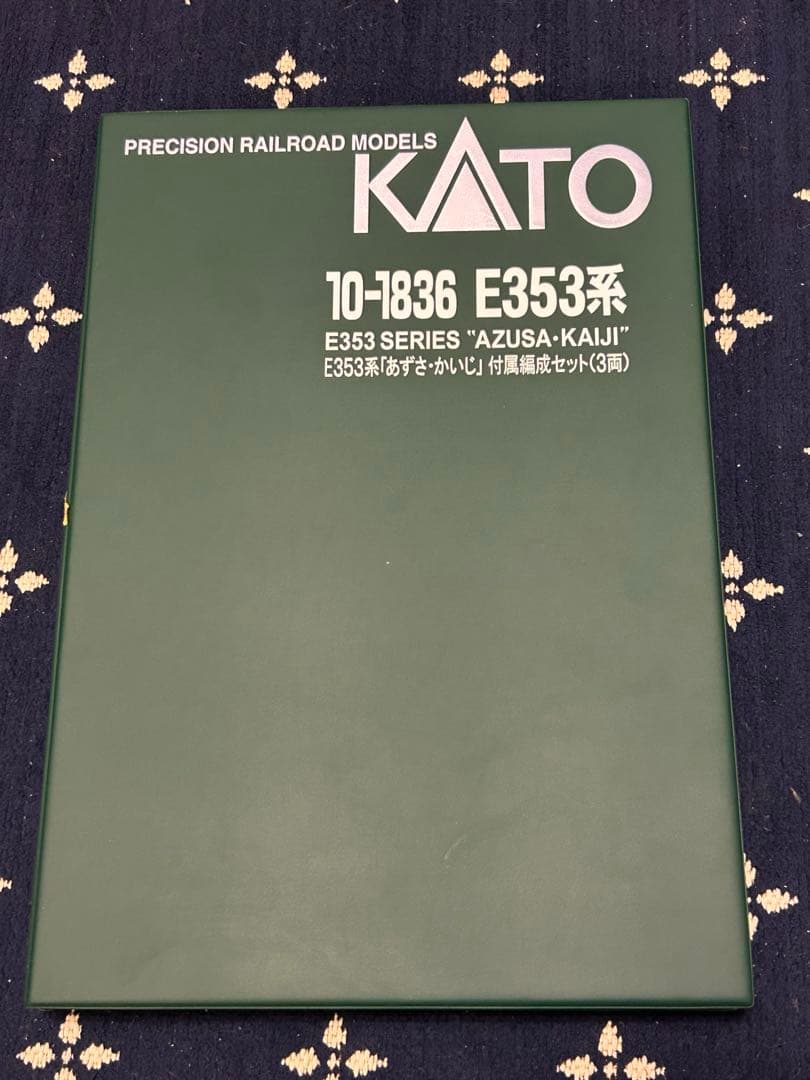 PRECISION RAILROAD MODELS
KATO
10-1836 E353系
E353 SERIES "AZUSA・KAIJI"
E353系「あずさ・かいじ」付属編成セット(3両)